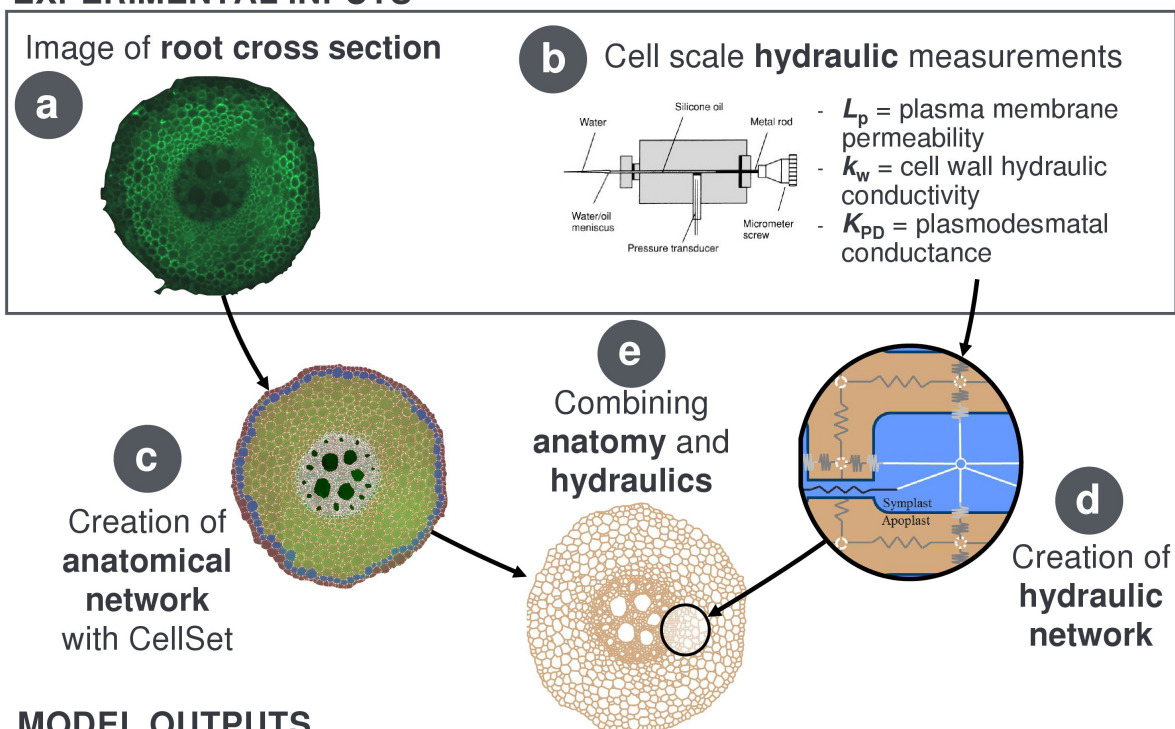 EXPERIMENTAL INPUTS
Image of root cross section
a
b
Cell scale hydraulic measurements
Water
Silicone oil
Metal rod
Water/oil
meniscus
Pressure transducer
Micrometer
screw
- Lp = plasma membrane
permeability
- kw = cell wall hydraulic
conductivity
- KPD = plasmodesmatal
conductance
c
Creation of
anatomical
network
with CellSet
e
Combining
anatomy and
hydraulics
Symplast
Apoplast
d
Creation of
hydraulic
network
MODEL OUTPUTS